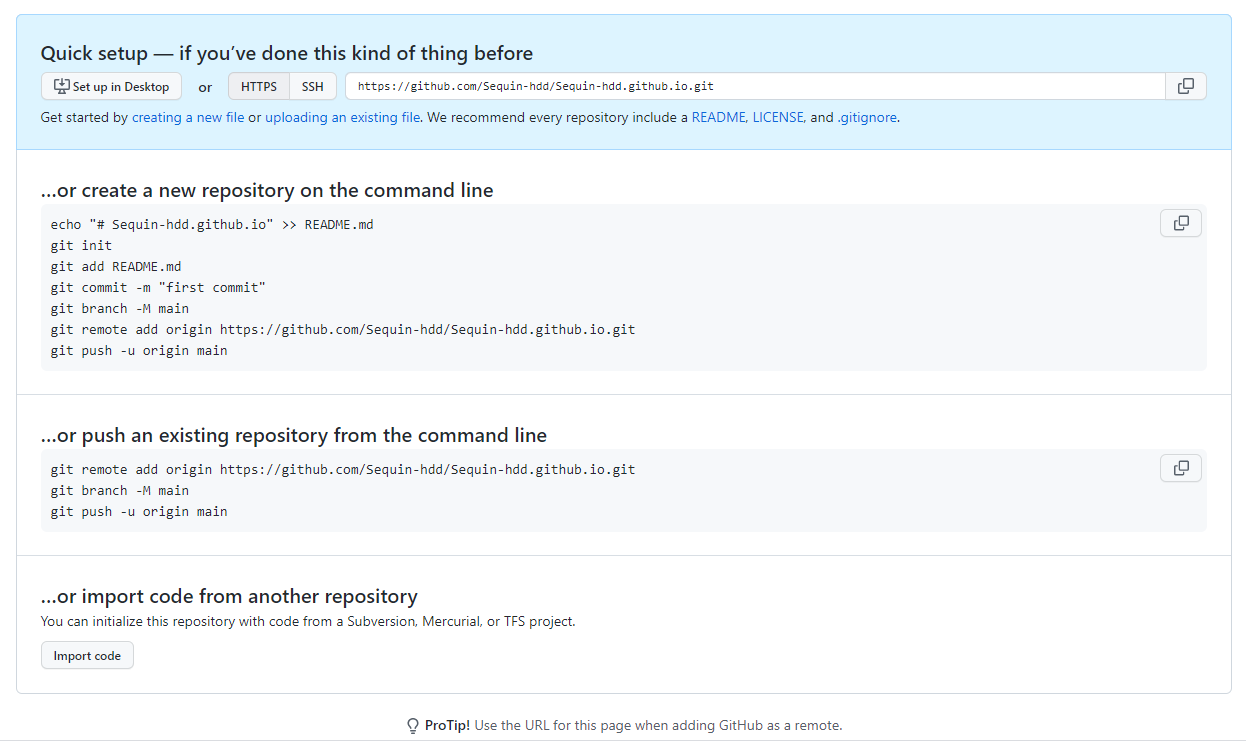 Quick setup — if you’ve done this kind of thing before
Set up in Desktop or HTTPS SSH https://github.com/Sequin-hdd/Sequin-hdd.github.io.git
Get started by creating a new file or uploading an existing file. We recommend every repository include a README, LICENSE, and .gitignore.
…or create a new repository on the command line
echo "# Sequin-hdd.github.io" >> README.md
git init
git add README.md
git commit -m "first commit"
git branch -M main
git remote add origin https://github.com/Sequin-hdd/Sequin-hdd.github.io.git
git push -u origin main
…or push an existing repository from the command line
git remote add origin https://github.com/Sequin-hdd/Sequin-hdd.github.io.git
git branch -M main
git push -u origin main
…or import code from another repository
You can initialize this repository with code from a Subversion, Mercurial, or TFS project.
Import code
ProTip! Use the URL for this page when adding GitHub as a remote.